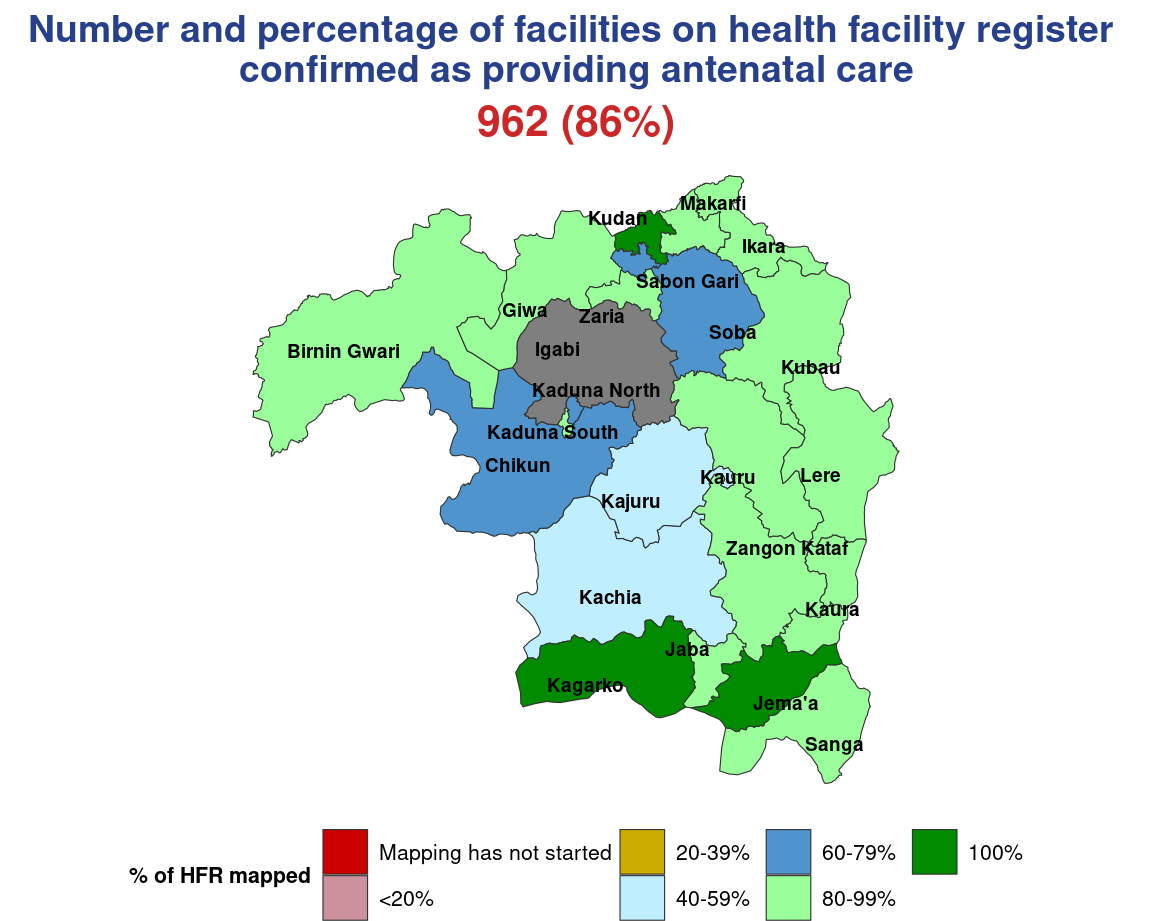 Number and percentage of facilities on health facility register
confirmed as providing antenatal care
962 (86%)
Makarfi
Kudan
Ikara
Sabon Gari
Giwa
Zaria
Soba
Birnin Gwari
Igabi
Kubau
Kaduna North
Kaduna South
Chikun
Kauru
Lere
Kajuru
Zangon Kataf
Kachia
Kaura
Jaba
Kagarko
Jema'a
Sanga
% of HFR mapped
Mapping has not started
<20%
20-39%
40-59%
60-79%
80-99%
100%